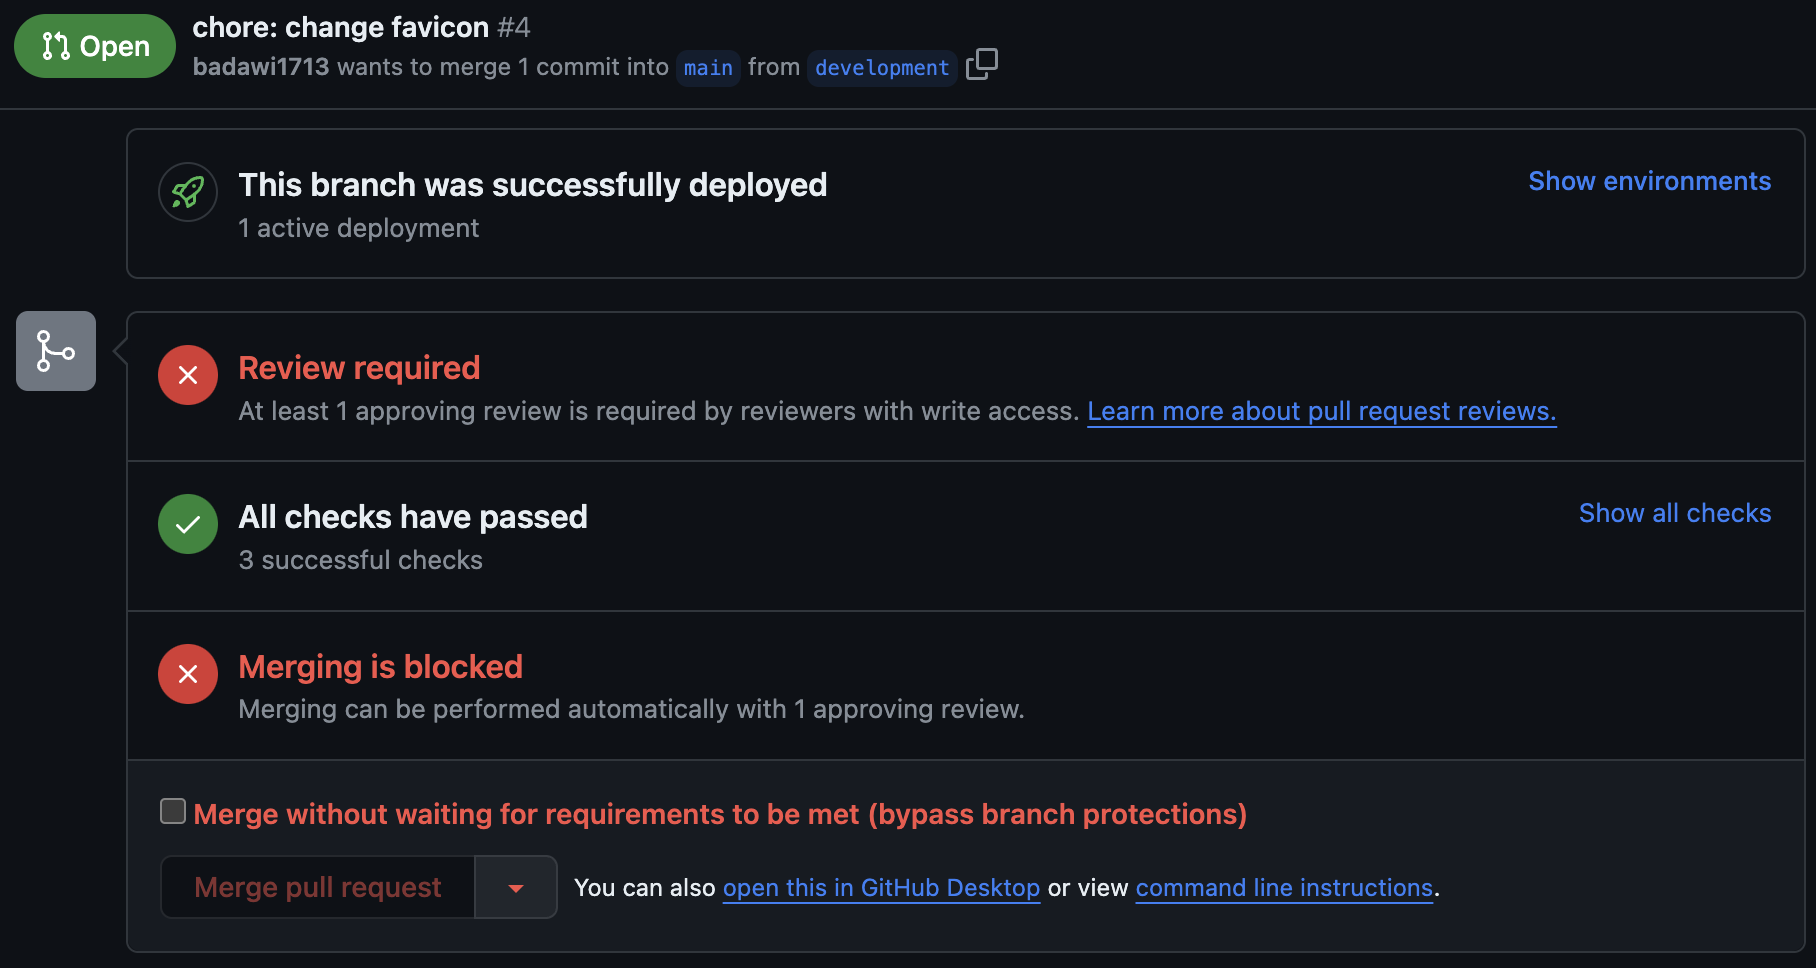 Open
chore: change favicon #4
badawi1713 wants to merge 1 commit into main from development
This branch was successfully deployed
Show environments
1 active deployment
Review required
At least 1 approving review is required by reviewers with write access. Learn more about pull request reviews.
All checks have passed
Show all checks
3 successful checks
Merging is blocked
Merging can be performed automatically with 1 approving review.
Merge without waiting for requirements to be met (bypass branch protections)
Merge pull request
You can also open this in GitHub Desktop or view command line instructions.